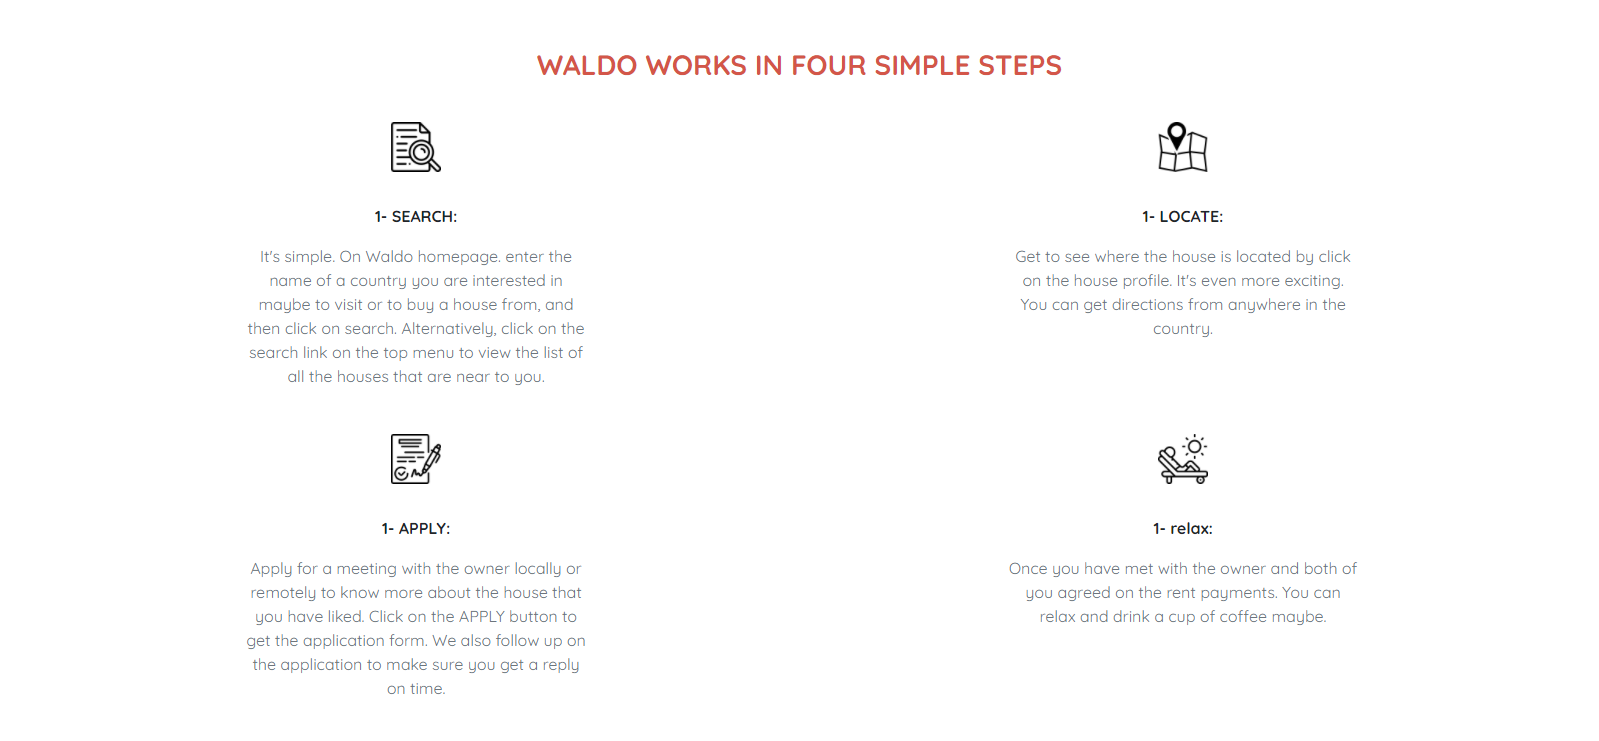 WALDO WORKS IN FOUR SIMPLE STEPS
1- SEARCH:
It's simple. On Waldo homepage. enter the
name of a country you are interested in
maybe to visit or to buy a house from, and
then click on search. Alternatively, click on the
search link on the top menu to view the list of
all the houses that are near to you.
1- LOCATE:
Get to see where the house is located by click
on the house profile. It's even more exciting.
You can get directions from anywhere in the
country.
1- APPLY:
Apply for a meeting with the owner locally or
remotely to know more about the house that
you have liked. Click on the APPLY button to
get the application form. We also follow up on
the application to make sure you get a reply
on time.
1- relax:
Once you have met with the owner and both of
you agreed on the rent payments. You can
relax and drink a cup of coffee maybe.